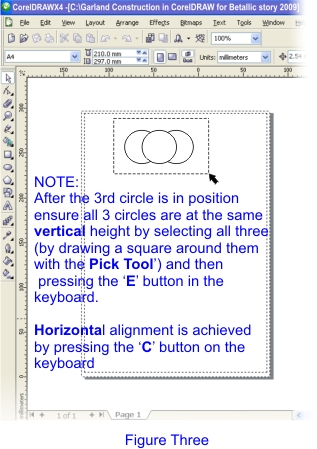 CorelDRAWX4 -[C:\Garland Construction in CorelDRAW for Betallic story 2009]
File Edit View Layout Arrange Effects Bitmaps Text Tools Window
100%
A4
210.0 mm
297.0 mm
Units: millimeters
2.54
150 100 50 0 50 100
300
250
200
150
100
50
0
NOTE:
After the 3rd circle is in position
ensure all 3 circles are at the same
vertical height by selecting all three
(by drawing a square around them
with the Pick Tool’) and then
pressing the ‘E’ button in the
keyboard.
Horizontal alignment is achieved
by pressing the ‘C’ button on the
keyboard
millimeters
1 of 1 Page 1
Figure Three